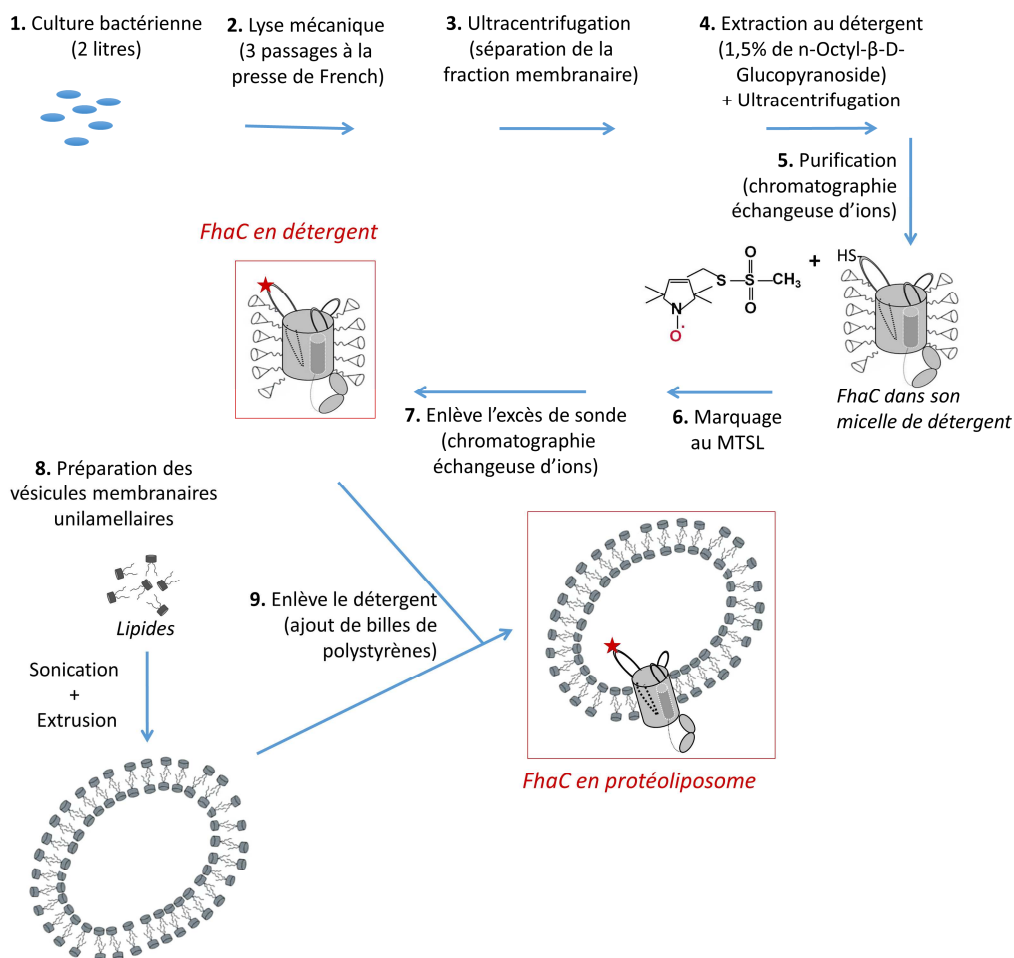 1. Culture bactérienne
(2 litres)
2. Lyse mécanique
(3 passages à la
presse de French)
3. Ultracentrifugation
(séparation de la
fraction membranaire)
4. Extraction au détergent
(1,5% de n-Octyl-β-D-
Glucopyranoside)
+ Ultracentrifugation
5. Purification
(chromatographie
échangeuse d’ions)
FhaC en détergent
O
S
S
CH3
O
N
O•
+
HS
FhaC dans son
micelle de détergent
6. Marquage
au MTSL
7. Enlève l’excès de sonde
(chromatographie
échangeuse d’ions)
8. Préparation des
vésicules membranaires
unilamellaires
Lipides
Sonication
+
Extrusion
9. Enlève le détergent
(ajout de billes de
polystyrènes)
FhaC en protéoliposome